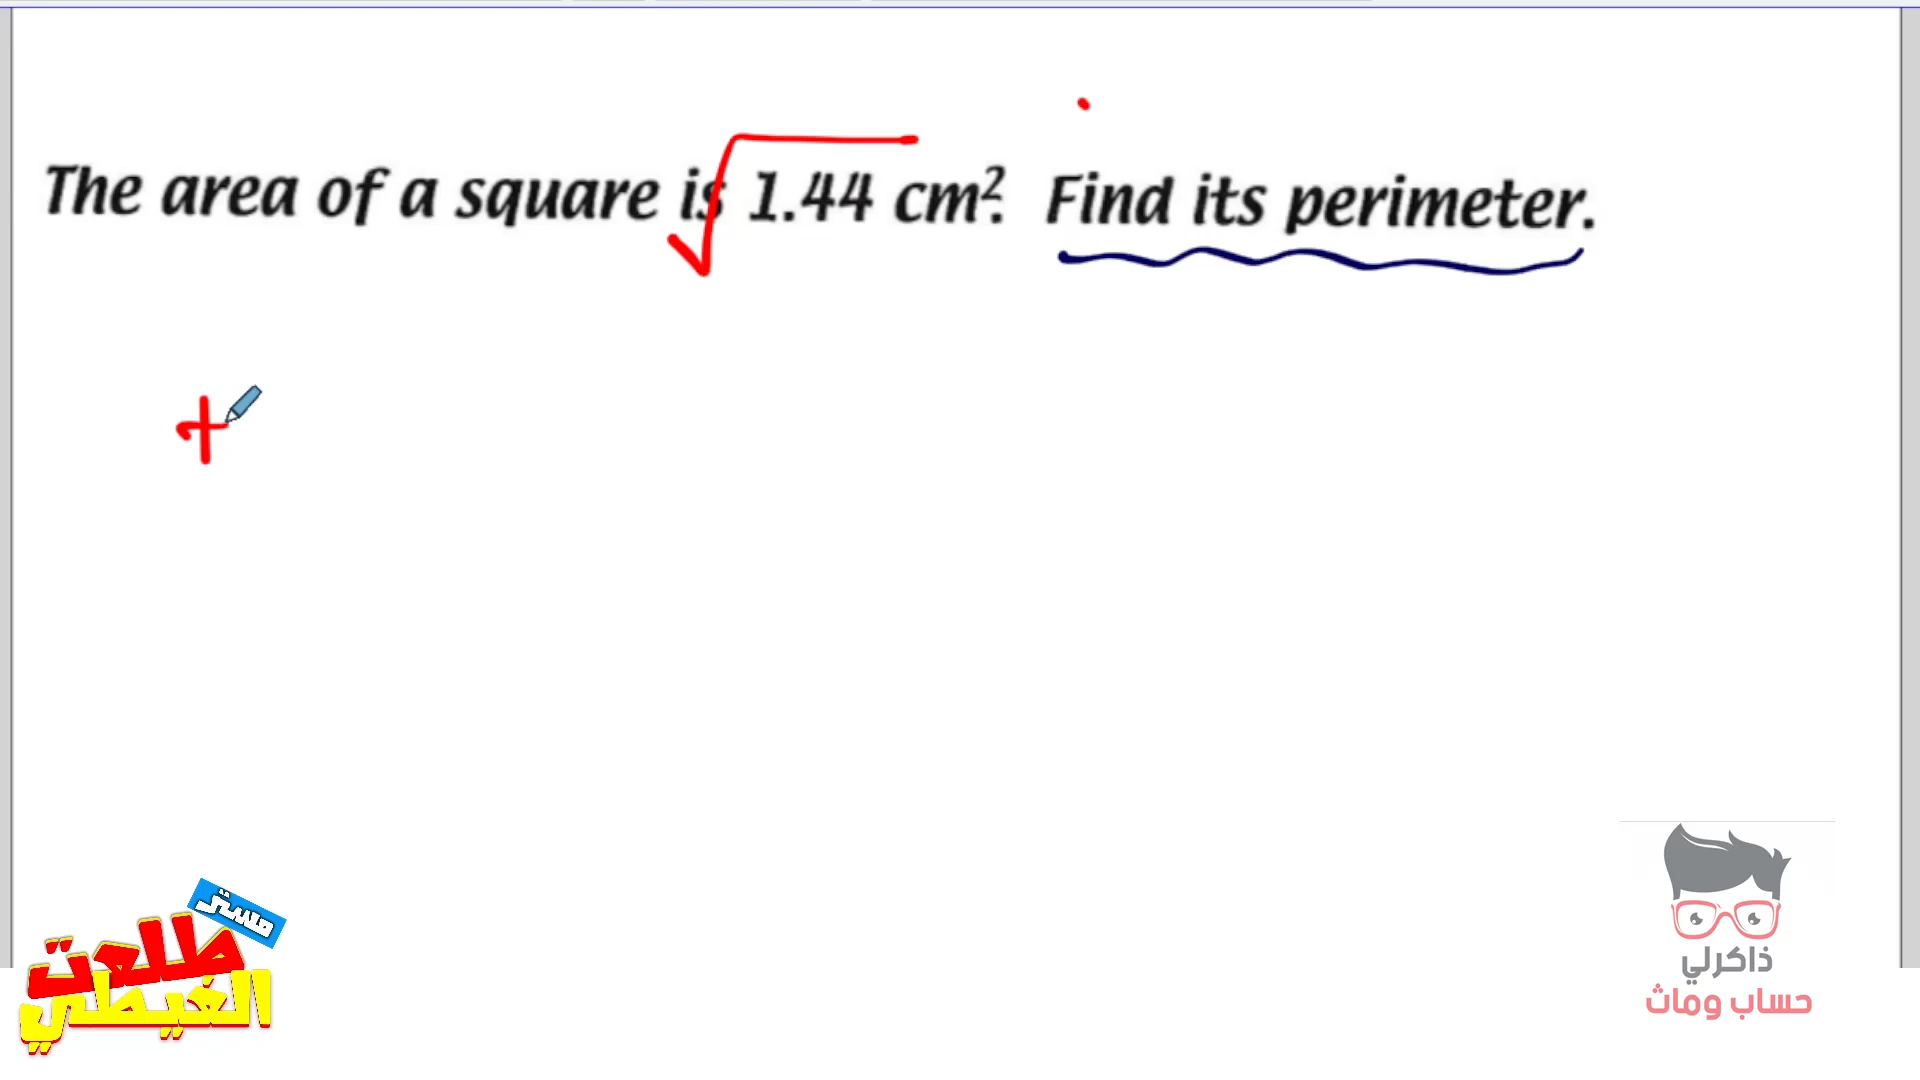 The area of a square is √1.44 cm². Find its perimeter.
+
مستر
طلعت
الغيطي
ذاكرلي
حساب وماث